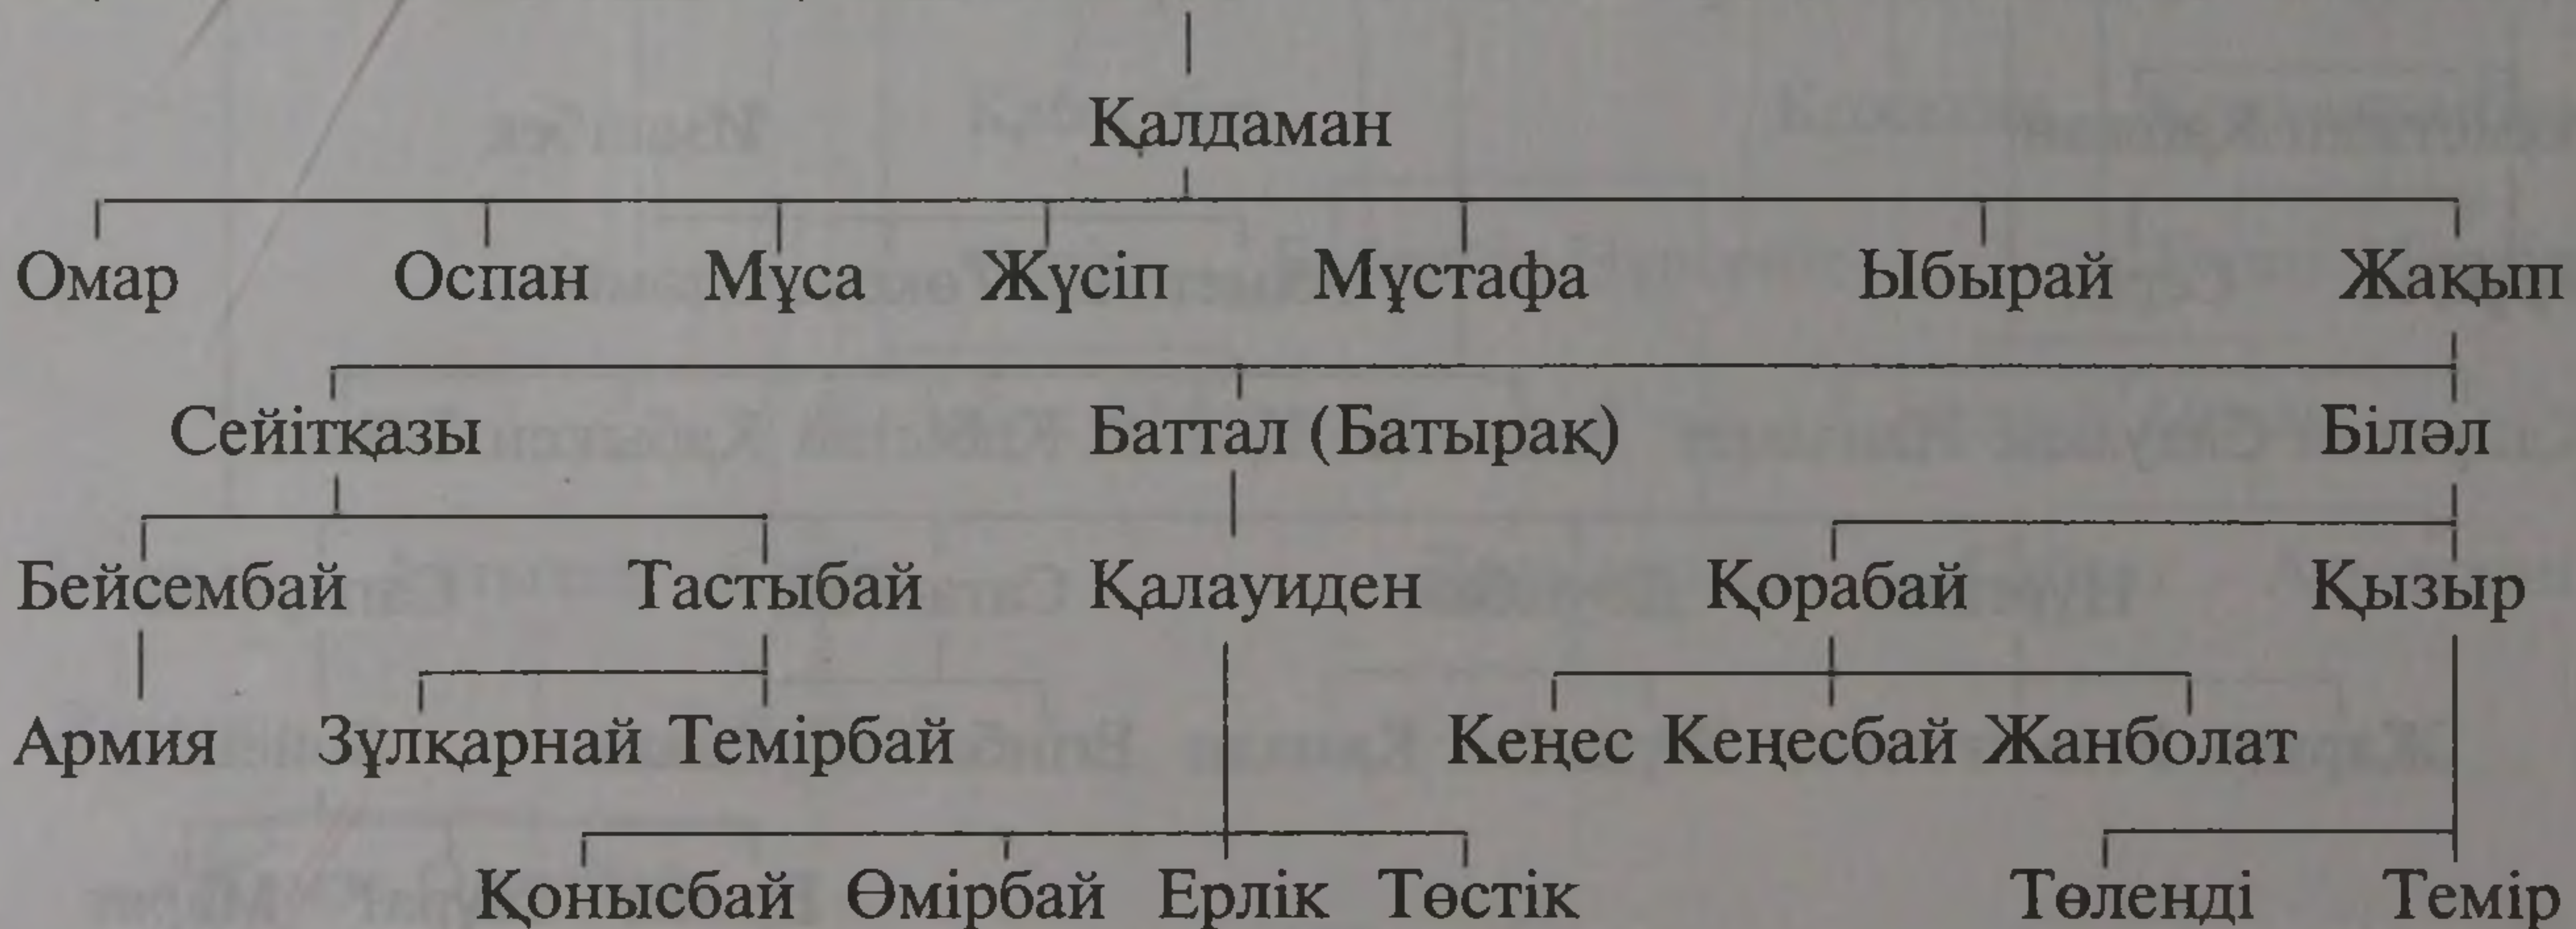 Қалдаман
Омар Оспан Мұса Жүсіп Мұстафа Ыбырай Жақып
Сейітқазы Баттал (Батырақ) Біләл
Бейсембай Тастыбай Қалауиден Қорабай Қызыр
Армия Зұлқарнай Темірбай Кеңес Кеңесбай Жанболат
Қонысбай Өмірбай Ерлік Төстік Төленді Темір